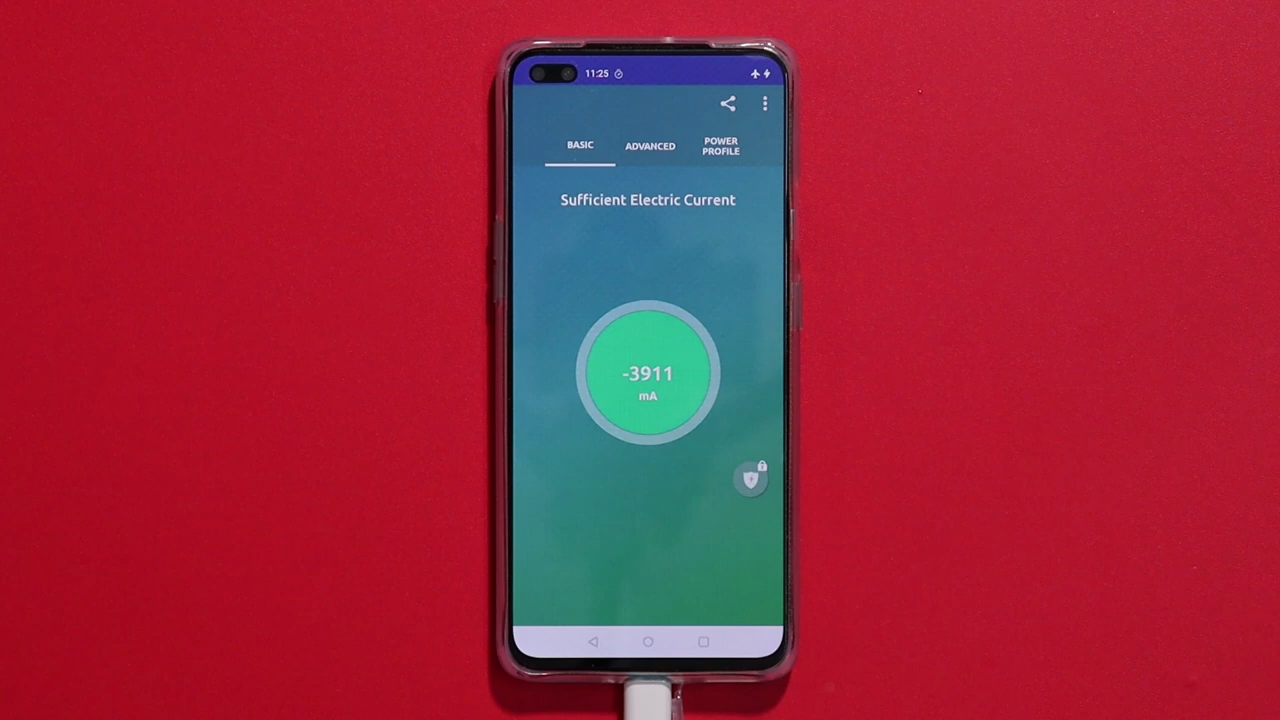 11:25
BASIC
ADVANCED
POWER
PROFILE
Sufficient Electric Current
-3911
mA